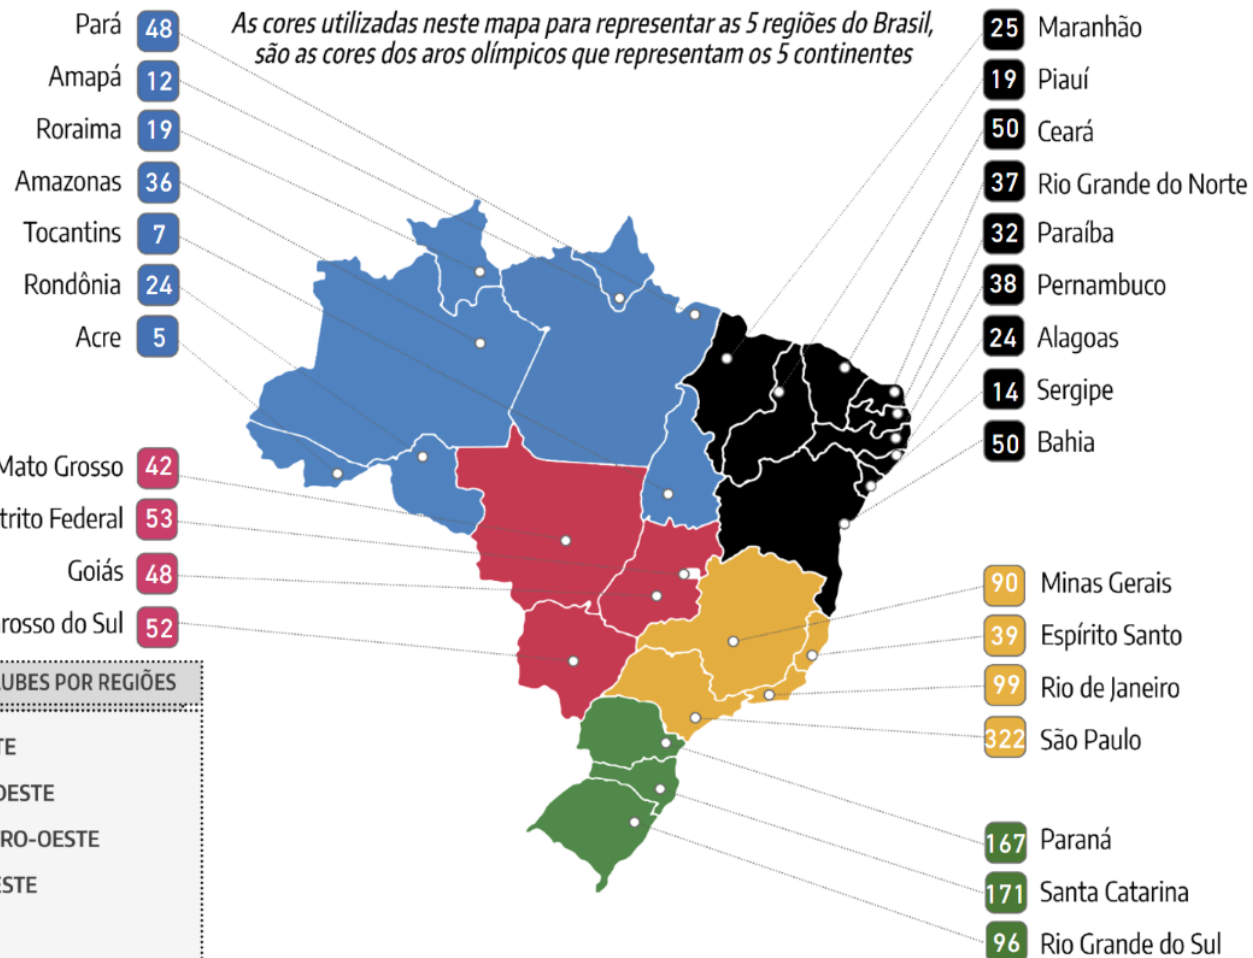 As cores utilizadas neste mapa para representar as 5 regiões do Brasil,
são as cores dos aros olímpicos que representam os 5 continentes
Pará 48
Amapá 12
Roraima 19
Amazonas 36
Tocantins 7
Rondônia 24
Acre 5
Mato Grosso 42
trito Federal 53
Goiás 48
rosso do Sul 52
25 Maranhão
19 Piauí
50 Ceará
37 Rio Grande do Norte
32 Paraíba
38 Pernambuco
24 Alagoas
14 Sergipe
50 Bahia
90 Minas Gerais
39 Espírito Santo
99 Rio de Janeiro
322 São Paulo
167 Paraná
171 Santa Catarina
96 Rio Grande do Sul
UBES POR REGIÕES
TE
OESTE
RO-OESTE
ESTE